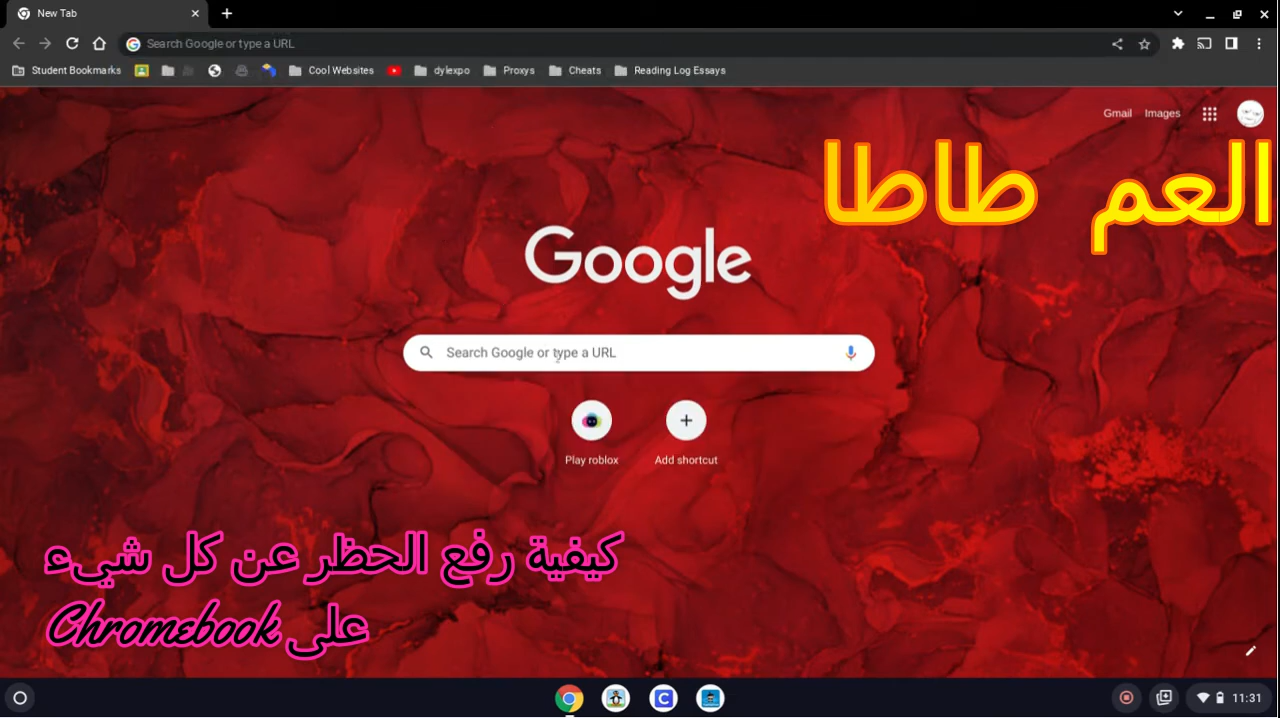 New Tab
Search Google or type a URL
Student Bookmarks
Cool Websites
dylexpo
Proxys
Cheats
Reading Log Essays
Gmail Images
العم طاطا
Google
Search Google or type a URL
Play roblox
Add shortcut
كيفية رفع الحظر عن كل شيء
على Chromebook
11:31